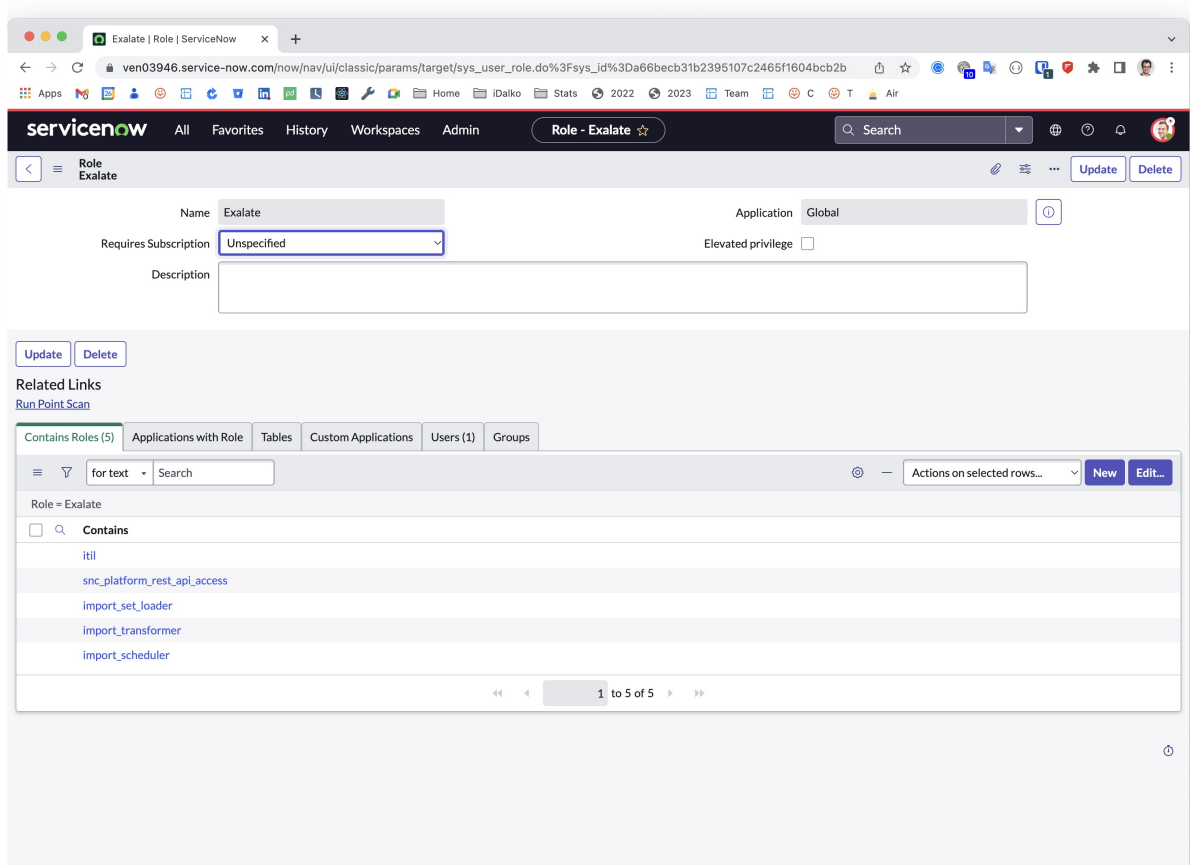 Exalate | Role | ServiceNow
ven03946.service-now.com/now/nav/ui/classic/params/target/sys_user_role.do%3Fsys_id%3Da66becb31b2395107c2465f1604bcb2b
10
1
Apps 26 Home iDalko Stats 2022 2023 Team C T Air
servicenow All Favorites History Workspaces Admin Role - Exalate Search
Role
Exalate
Update Delete
Name Exalate Application Global
Requires Subscription Unspecified Elevated privilege
Description
Update Delete
Related Links
Run Point Scan
Contains Roles (5) Applications with Role Tables Custom Applications Users (1) Groups
for text Search Actions on selected rows... New Edit...
Role = Exalate
Contains
itil
snc_platform_rest_api_access
import_set_loader
import_transformer
import_scheduler
1 to 5 of 5